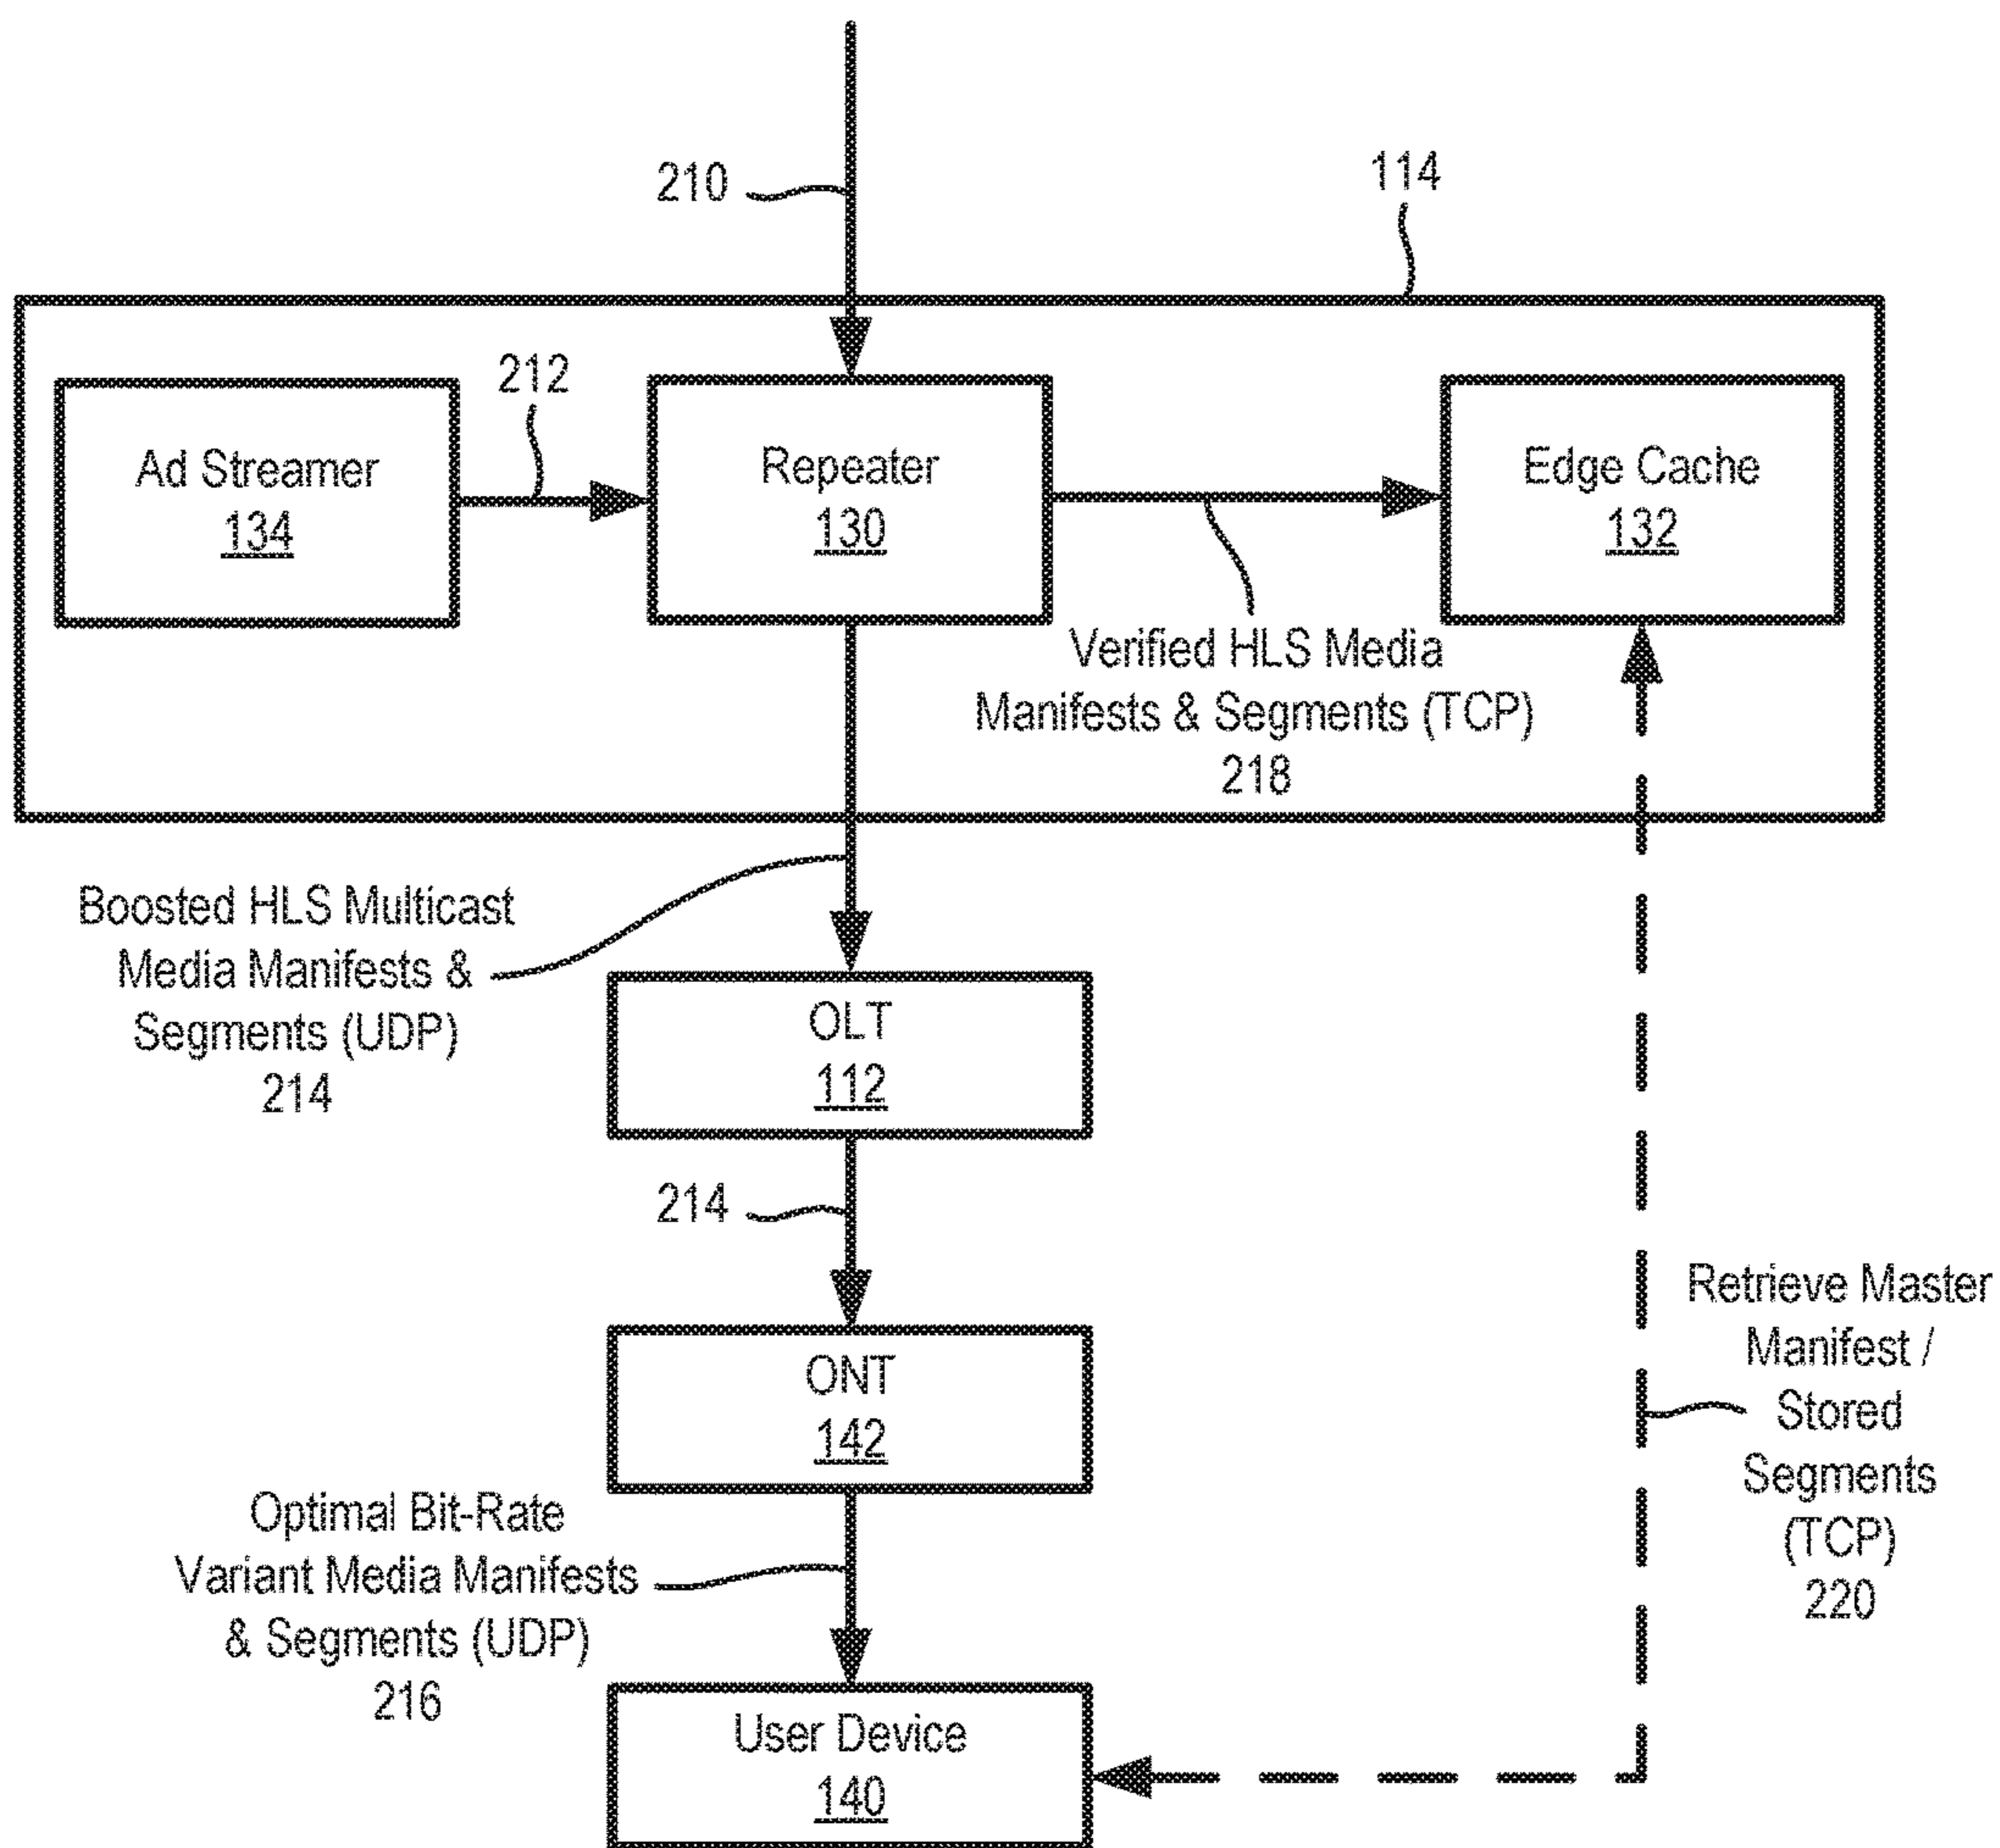 210
114
212
Ad Streamer
134
Repeater
130
Edge Cache
132
Verified HLS Media
Manifests & Segments (TCP)
218
Boosted HLS Multicast
Media Manifests &
Segments (UDP)
214
OLT
112
214
ONT
142
Retrieve Master
Manifest /
Stored
Segments
(TCP)
220
Optimal Bit-Rate
Variant Media Manifests
& Segments (UDP)
216
User Device
140